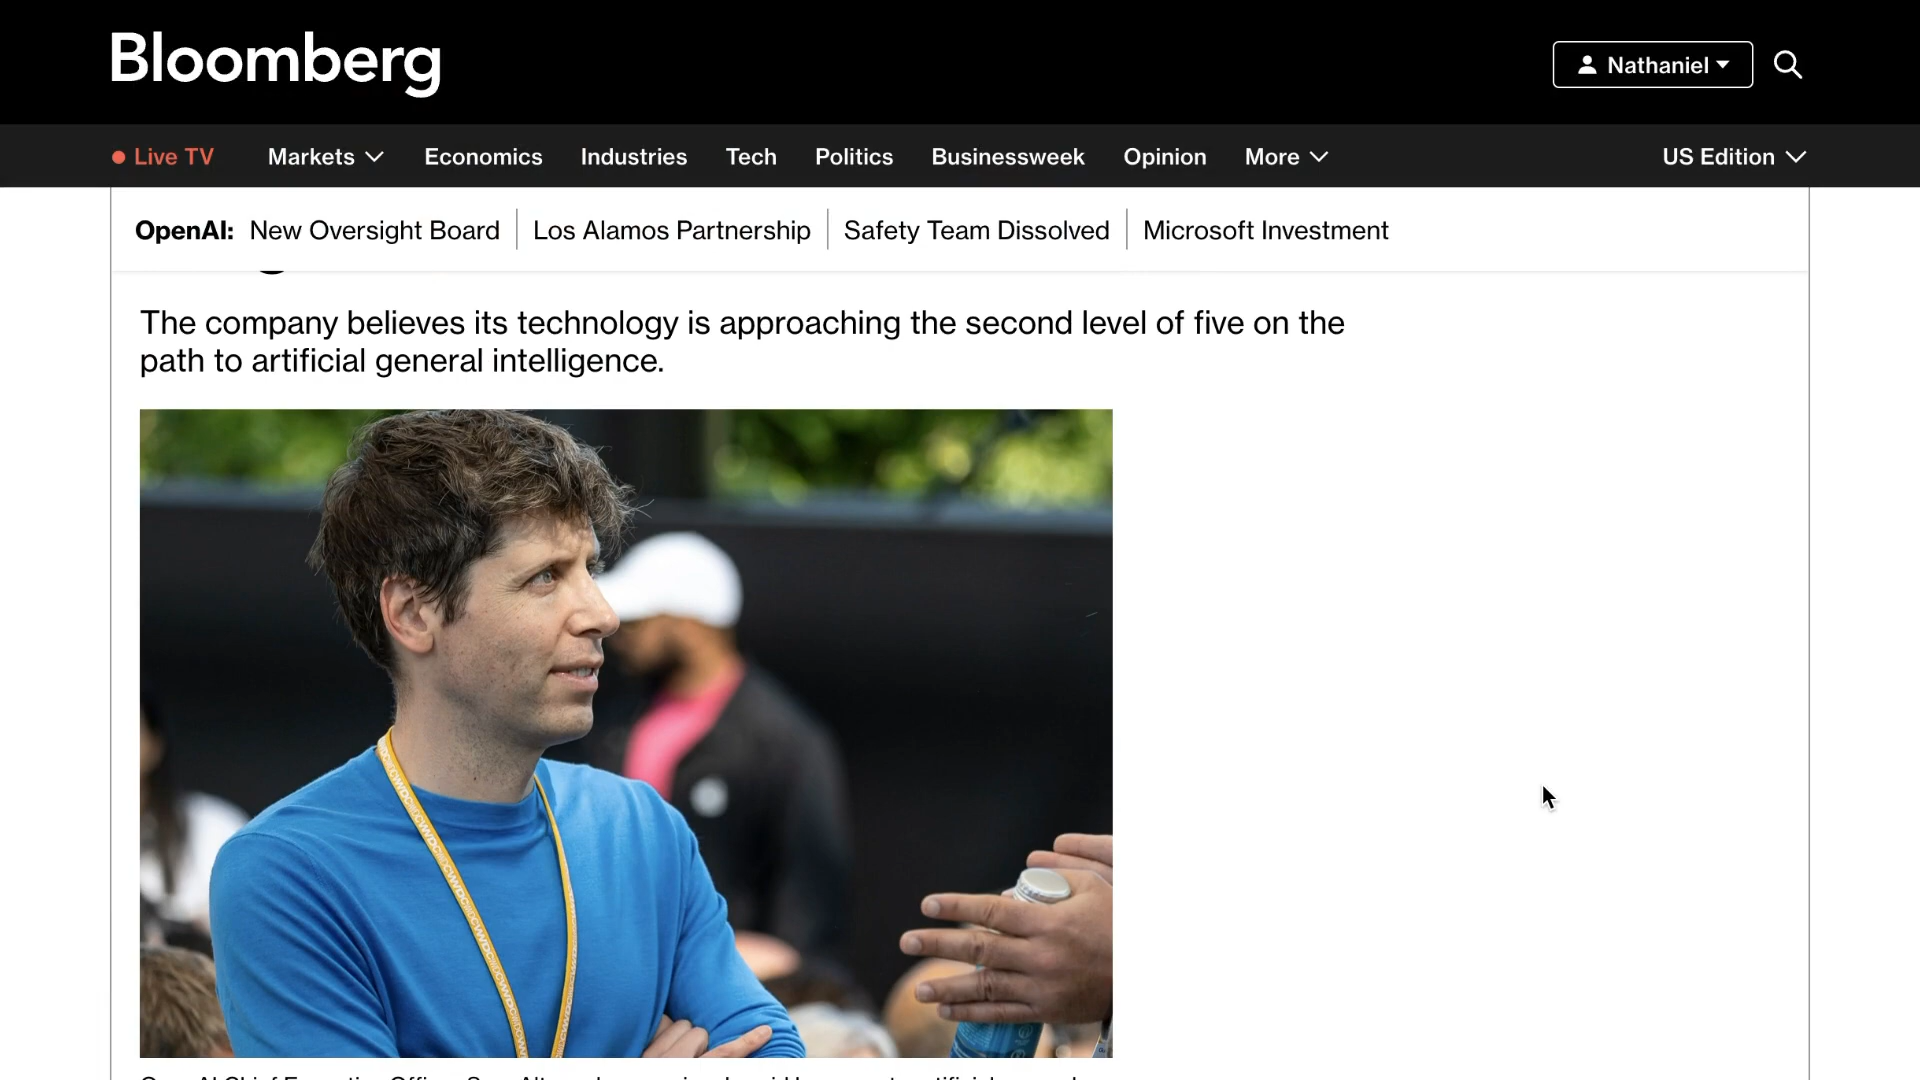 Bloomberg
Nathaniel
Live TV
Markets
Economics
Industries
Tech
Politics
Businessweek
Opinion
More
US Edition
OpenAI: New Oversight Board
Los Alamos Partnership
Safety Team Dissolved
Microsoft Investment
The company believes its technology is approaching the second level of five on the
path to artificial general intelligence.